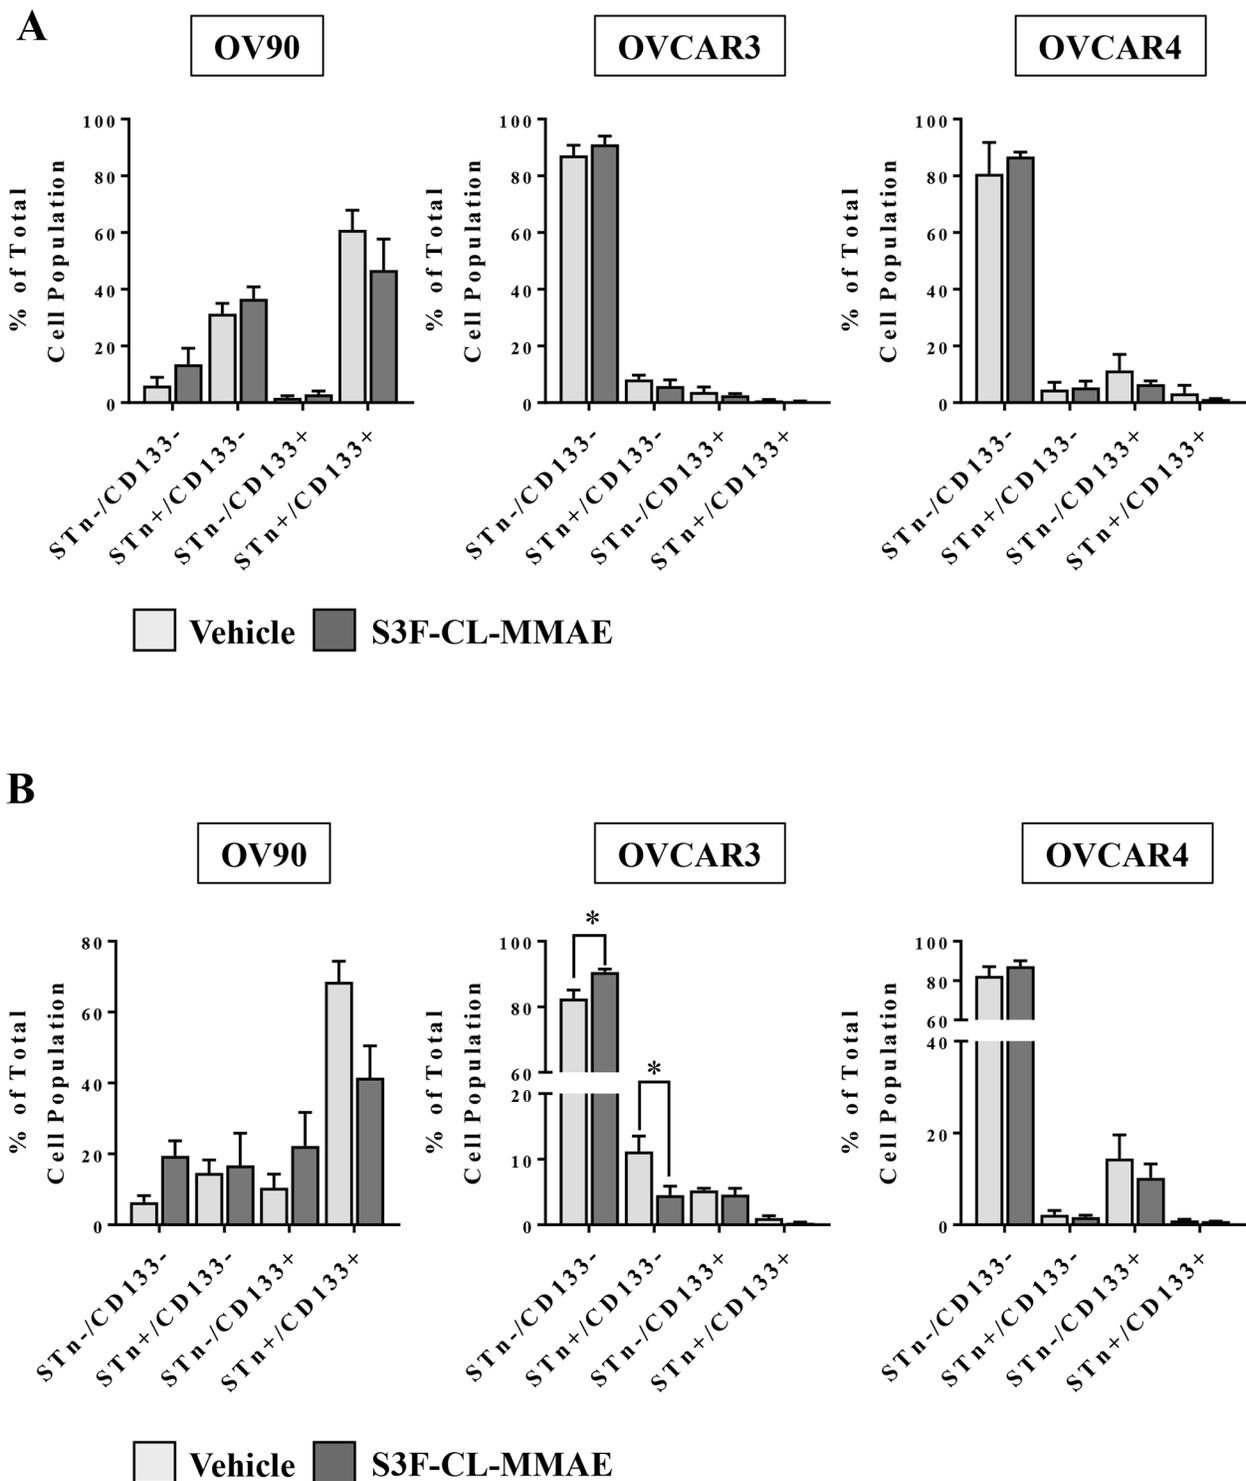 A
OV90
OVCAR3
OVCAR4
% of Total
Cell Population
100
80
60
40
20
0
STn-/CD133-
STn+/CD133-
STn-/CD133+
STn+/CD133+
% of Total
Cell Population
100
80
60
40
20
0
STn-/CD133-
STn+/CD133-
STn-/CD133+
STn+/CD133+
% of Total
Cell Population
100
80
60
40
20
0
STn-/CD133-
STn+/CD133-
STn-/CD133+
STn+/CD133+
Vehicle
S3F-CL-MMAE
B
OV90
OVCAR3
OVCAR4
% of Total
Cell Population
80
60
40
20
0
STn-/CD133-
STn+/CD133-
STn-/CD133+
STn+/CD133+
% of Total
Cell Population
100
80
60
20
10
0
*
*
STn-/CD133-
STn+/CD133-
STn-/CD133+
STn+/CD133+
% of Total
Cell Population
100
80
60
40
20
0
STn-/CD133-
STn+/CD133-
STn-/CD133+
STn+/CD133+
Vehicle
S3F-CL-MMAE